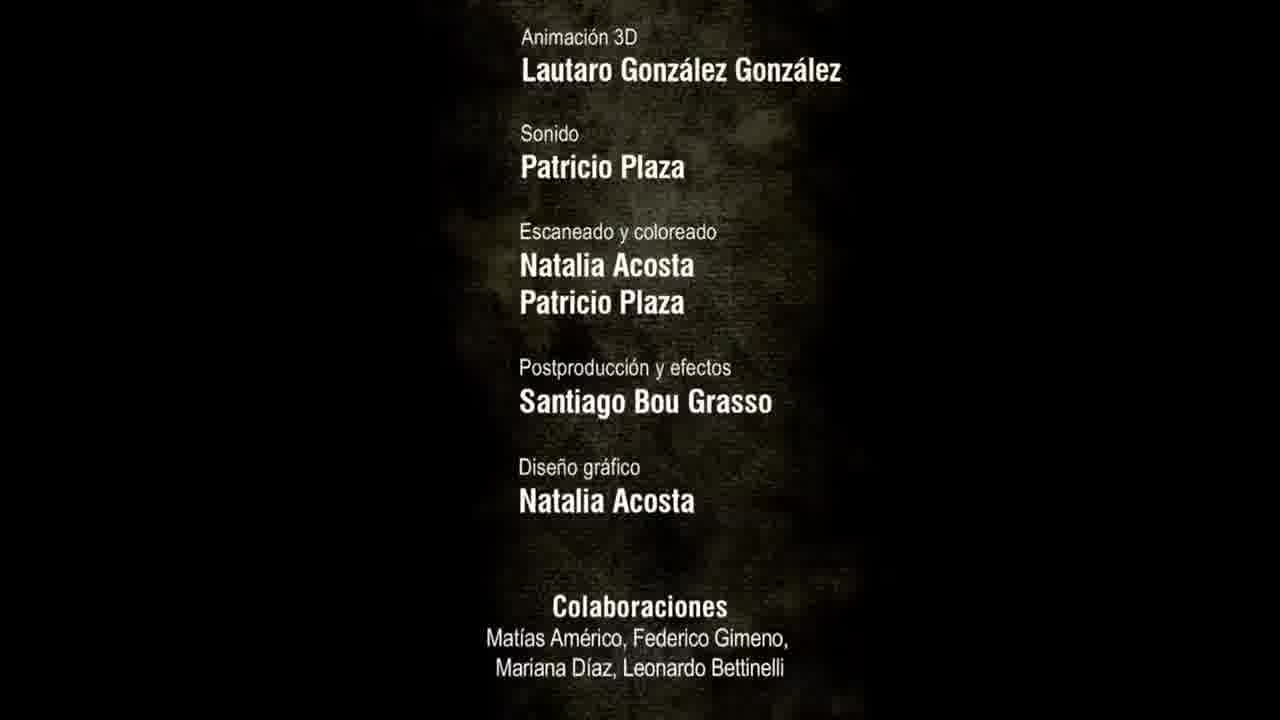 Animación 3D
Lautaro González González
Sonido
Patricio Plaza
Escaneado y coloreado
Natalia Acosta
Patricio Plaza
Postproducción y efectos
Santiago Bou Grasso
Diseño gráfico
Natalia Acosta
Colaboraciones
Matías Américo, Federico Gimeno,
Mariana Díaz, Leonardo Bettinelli